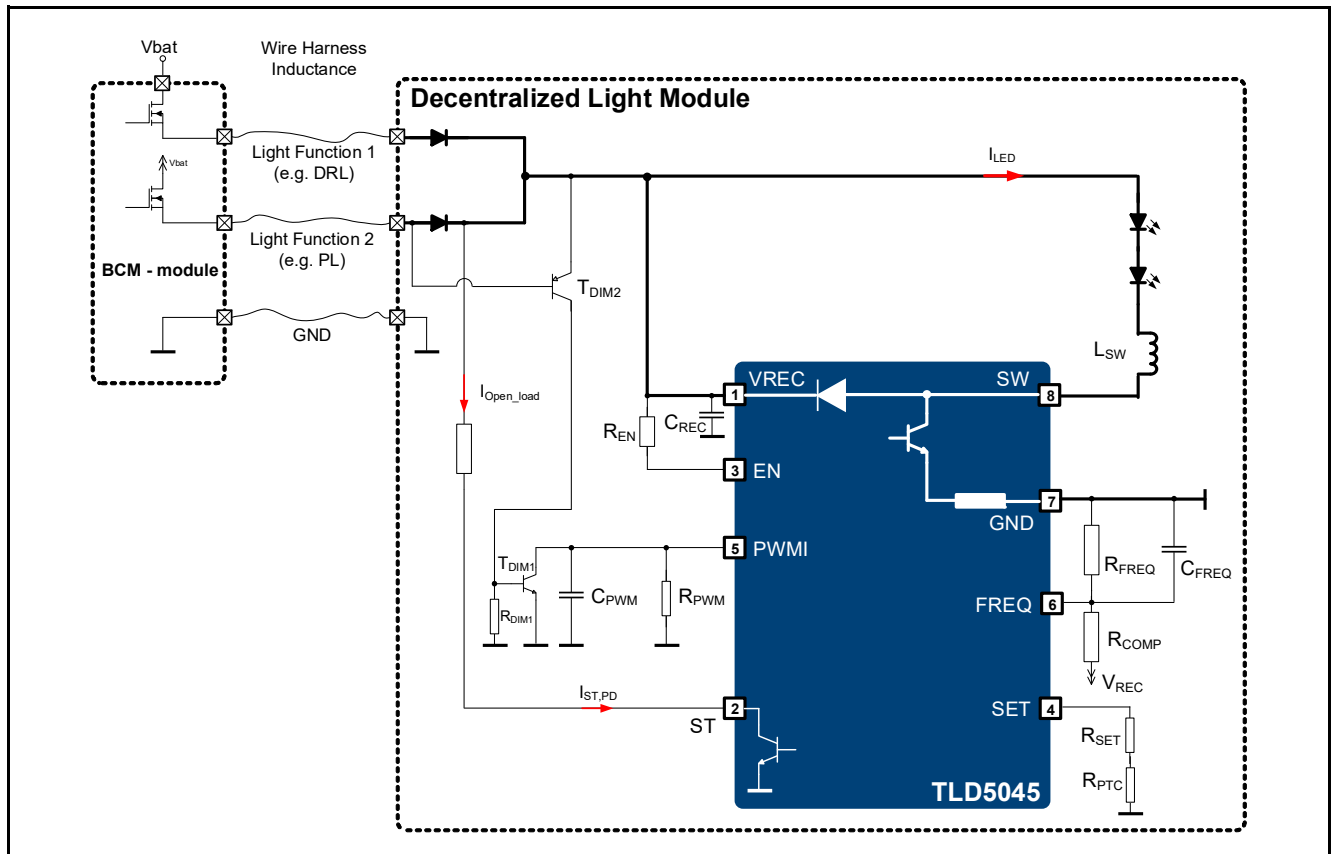 Vbat
Wire Harness
Inductance
Decentralized Light Module
Light Function 1
(e.g. DRL)
Vbat
Light Function 2
(e.g. PL)
BCM - module
GND
ILED
TDIM2
LSW
IOpen_load
VREC
SW
1
8
CREC
REN
3
EN
7
GND
5
PWMI
TDIM1
CPWM
RPWM
RDIM1
RFREQ
CFREQ
FREQ
6
RCOMP
VREC
IST,PD
2
ST
SET
4
RSET
RPTC
TLD5045